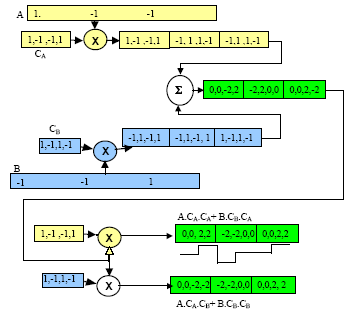 A 1. -1 -1
1,-1 ,-1,1 X 1,-1 ,-1,1 -1, 1 ,1,-1 -1,1 ,1,-1
CA
Σ 0,0,-2,2 -2,2,0,0 0,0,2,-2
CB
1,-1,1,-1 X -1,1,-1,1 -1,1,-1, 1 1,-1,1,-1
B
-1 -1 1
A.CA.CA+ B.CB.CA
1,-1 ,-1,1 X 0,0, 2,2 -2,-2,0,0 0,0,2,2
1,-1,1,-1 X 0,0,-2,-2 -2,-2,0,0 0,0,2, 2
A.CA.CB+ B.CB.CB